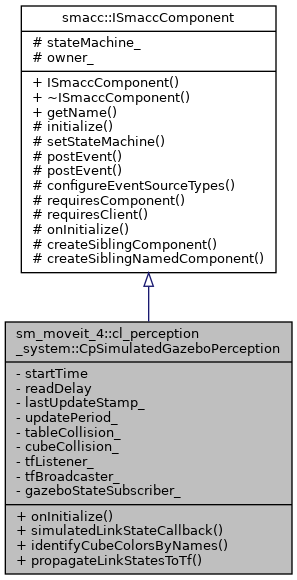 smacc::ISmaccComponent
# stateMachine_
# owner_
+ ISmaccComponent()
+ ~ISmaccComponent()
+ getName()
# initialize()
# setStateMachine()
# postEvent()
# postEvent()
# configureEventSourceTypes()
# requiresComponent()
# requiresClient()
# onInitialize()
# createSiblingComponent()
# createSiblingNamedComponent()
sm_moveit_4::cl_perception
_system::CpSimulatedGazeboPerception
- startTime
- readDelay
- lastUpdateStamp_
- updatePeriod_
- tableCollision_
- cubeCollision_
- tfListener_
- tfBroadcaster_
- gazeboStateSubscriber_
+ onInitialize()
+ simulatedLinkStateCallback()
+ identifyCubeColorsByNames()
+ propagateLinkStatesToTf()